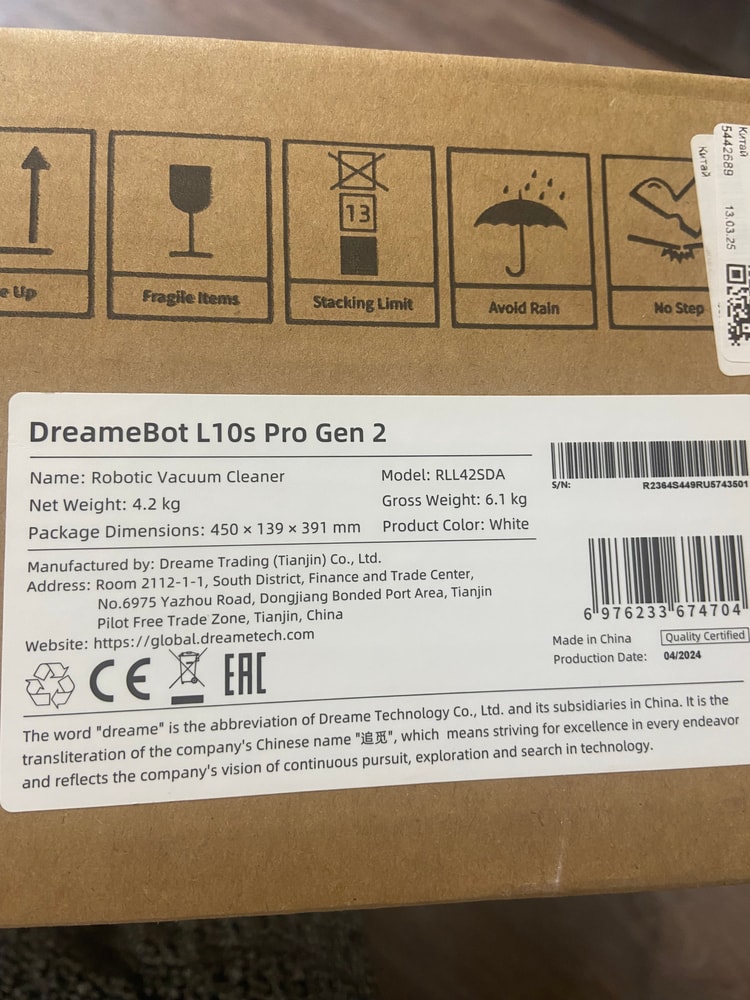 e Up
Fragile Items
13
Stacking Limit
Avoid Rain
No Step
Китай
Китай
5442689
13.03.25
DreameBot L10s Pro Gen 2
Name: Robotic Vacuum Cleaner
Model: RLL42SDA
Net Weight: 4.2 kg
Gross Weight: 6.1 kg
Package Dimensions: 450 × 139 × 391 mm
Product Color: White
S/N:
R2364S449RU5743501
Manufactured by: Dreame Trading (Tianjin) Co., Ltd.
Address: Room 2112-1-1, South District, Finance and Trade Center,
No.6975 Yazhou Road, Dongjiang Bonded Port Area, Tianjin
Pilot Free Trade Zone, Tianjin, China
Website: https://global.dreametech.com
6 976233 674704
Made in China
Quality Certified
Production Date: 04/2024
CE
EAC
The word "dreame" is the abbreviation of Dreame Technology Co., Ltd. and its subsidiaries in China. It is the
transliteration of the company's Chinese name "追觅", which means striving for excellence in every endeavor
and reflects the company's vision of continuous pursuit, exploration and search in technology.